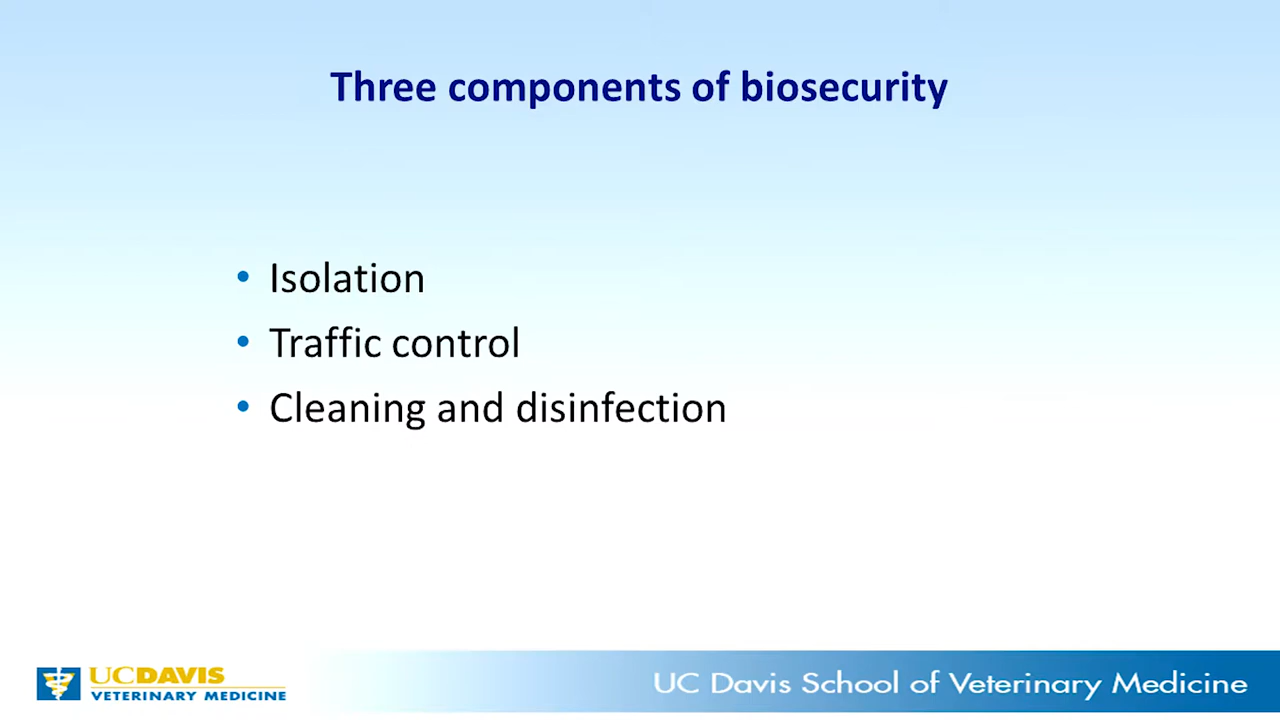 Three components of biosecurity
• Isolation
• Traffic control
• Cleaning and disinfection
UCDAVIS
VETERINARY MEDICINE
UC Davis School of Veterinary Medicine